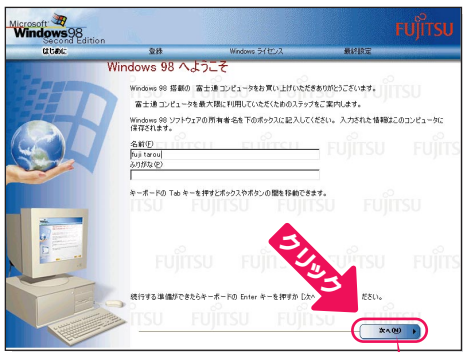 Microsoft
Windows98
Second Edition
FUJITSU
はじめに 登録 Windows ライセンス 最終設定
Windows 98 へようこそ
Windows 98 搭載の 富士通 コンピュータをお買い上げいただきありがとうございます。
富士通 コンピュータを最大限に利用していただくためのステップをご案内します。
Windows 98 ソフトウェアの所有者名を下のボックスに記入してください。 入力された情報はこのコンピュータに
保存されます。
名前(F)
fuji tarou
ふりがな(P)
キーボードの Tab キーを押すとボックスやボタンの間を移動できます。
クリック
続行する準備ができたらキーボードの Enter キーを押すか [次へ ださい。
次へ(N)